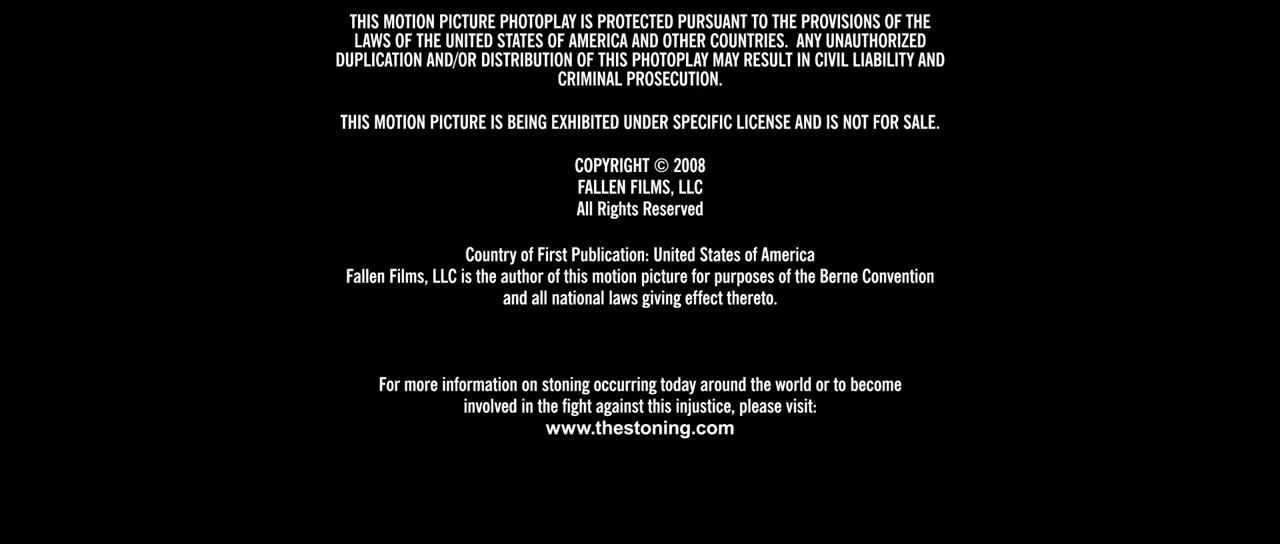 THIS MOTION PICTURE PHOTOPLAY IS PROTECTED PURSUANT TO THE PROVISIONS OF THE
LAWS OF THE UNITED STATES OF AMERICA AND OTHER COUNTRIES.  ANY UNAUTHORIZED
DUPLICATION AND/OR DISTRIBUTION OF THIS PHOTOPLAY MAY RESULT IN CIVIL LIABILITY AND
CRIMINAL PROSECUTION.
THIS MOTION PICTURE IS BEING EXHIBITED UNDER SPECIFIC LICENSE AND IS NOT FOR SALE.
COPYRIGHT © 2008
FALLEN FILMS, LLC
All Rights Reserved
Country of First Publication: United States of America
Fallen Films, LLC is the author of this motion picture for purposes of the Berne Convention
and all national laws giving effect thereto.
For more information on stoning occurring today around the world or to become
involved in the fight against this injustice, please visit:
www.thestoning.com